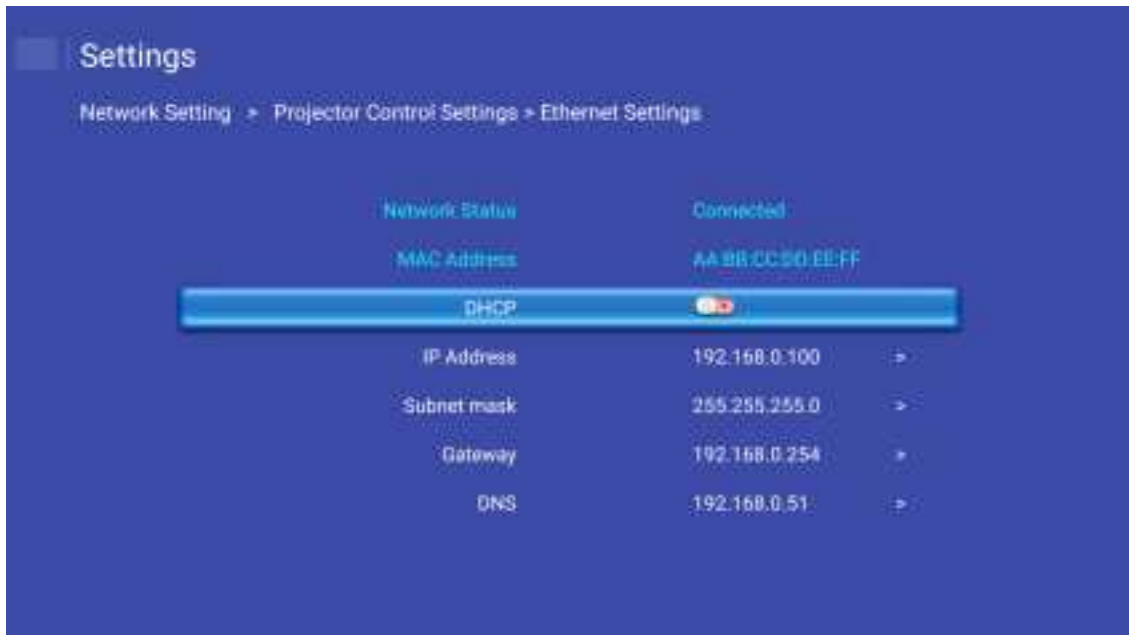 Settings
Network Setting > Projector Control Settings > Ethernet Settings
Network Status Connected
MAC Address AA:BB:CC:DD:EE:FF
DHCP
IP Address 192.168.0.100 >
Subnet mask 255.255.255.0 >
Gateway 192.168.0.254 >
DNS 192.168.0.51 >